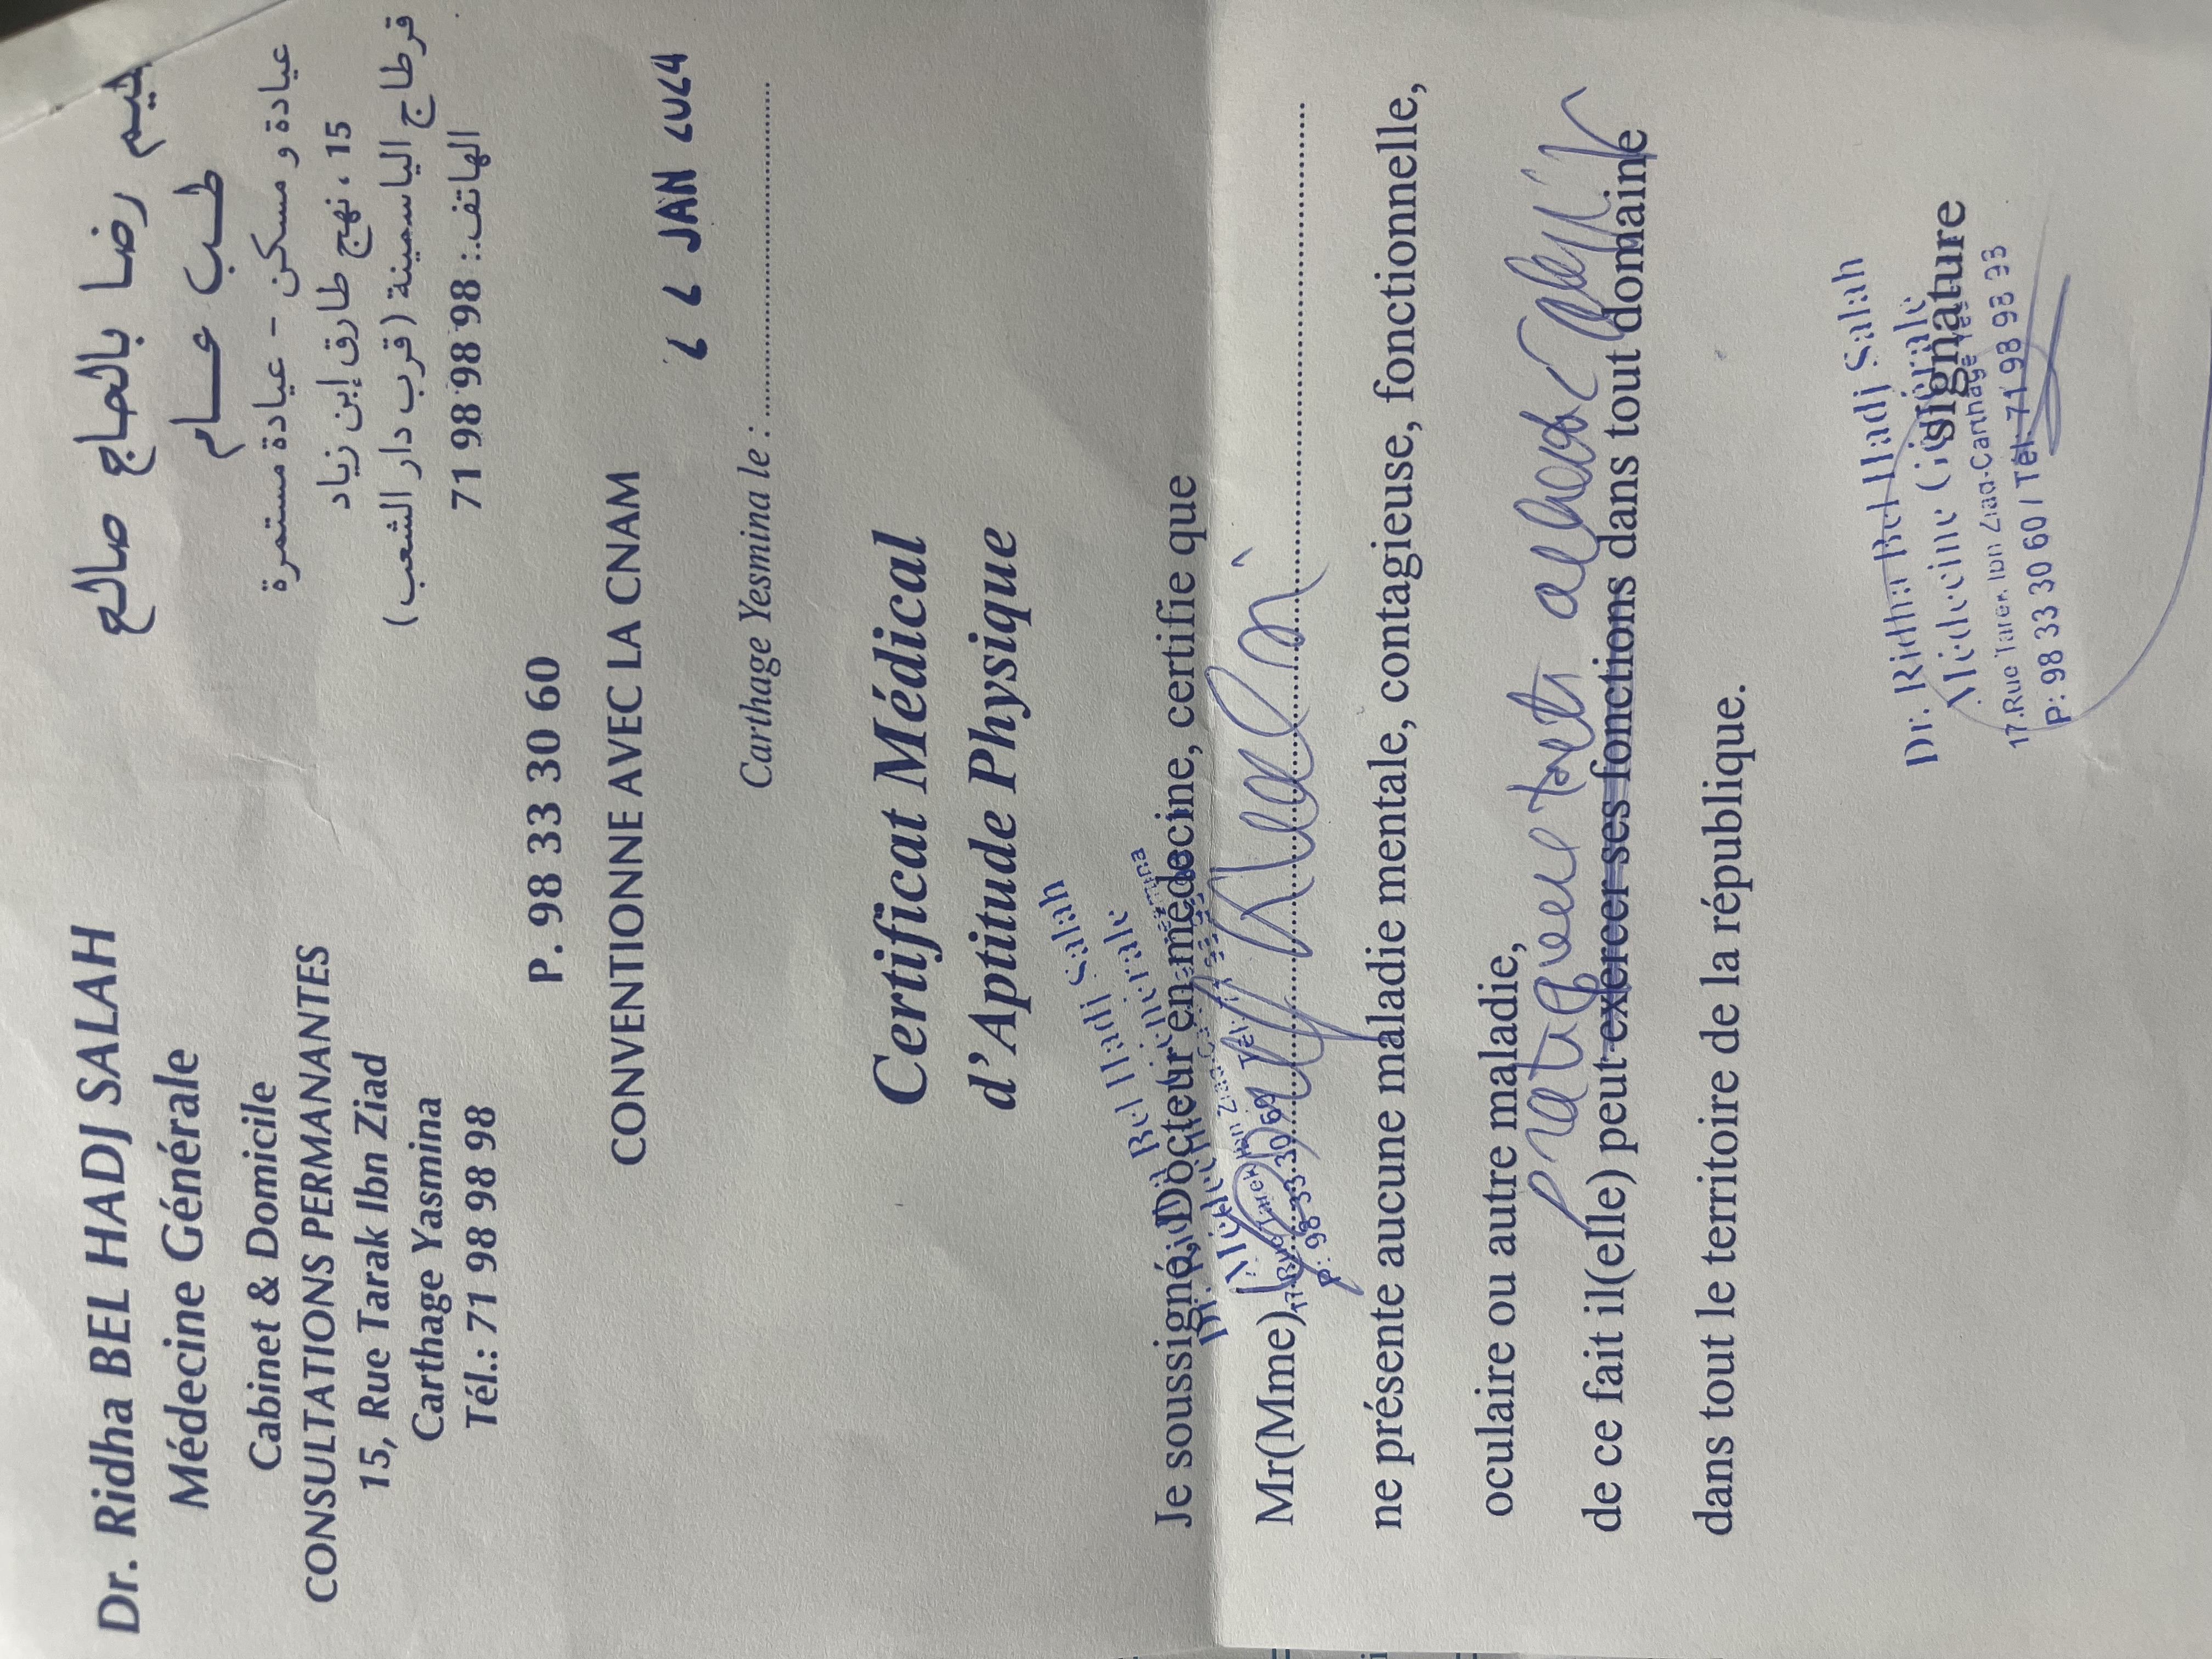 Dr. Ridha BEL HADJ SALAH
Médecine Générale
Cabinet & Domicile
CONSULTATIONS PERMANANTES
15, Rue Tarak Ibn Ziad
Carthage Yasmina
Tél.: 71 98 98 98
رضا بالحاج صالح
طب عام
عيادة و مسكن - عيادة مستمرة
15، نهج طارق إبن زياد
قرطاج الياسمينة (قرب دار الشعب)
الهاتف.: 98 98 98 71
P. 98 33 30 60
CONVENTIONNE AVEC LA CNAM
JAN
Carthage Yesmina le :
Certificat Médical
d'Aptitude Physique
Je soussigné, Docteur en médecine, certifie que
Mr(Mme)
ne présente aucune maladie mentale, contagieuse, fonctionnelle,
oculaire ou autre maladie,
pratiquer toute
de ce fait il(elle) peut exercer ses fonctions dans tout domaine
dans tout le territoire de la république.
signature
Dr. Ridha Bel Hadj Salah
Médecine Générale
17.Rue Tarek Ibn Ziad-Carthage
P: 98 33 30 60 / Tél: 71 98 98 98